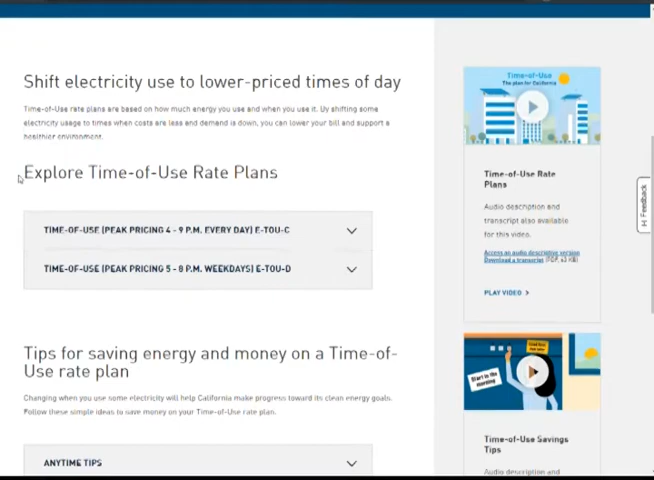 Shift electricity use to lower-priced times of day
Time-of-Use rate plans are based on how much energy you use and when you use it. By shifting some
electricity usage to times when costs are less and demand is down, you can lower your bill and support a
healthier environment.
Explore Time-of-Use Rate Plans
TIME-OF-USE (PEAK PRICING 4 - 9 P.M. EVERY DAY) E-TOU-C
TIME-OF-USE (PEAK PRICING 5 - 8 P.M. WEEKDAYS) E-TOU-D
Tips for saving energy and money on a Time-of-
Use rate plan
Changing when you use some electricity will help California make progress toward its clean energy goals.
Follow these simple ideas to save money on your Time-of-Use rate plan.
ANYTIME TIPS
Time-of-Use
The plan for California
Time-of-Use Rate
Plans
Audio description and
transcript also available
for this video.
Access an audio descriptive version
Download a transcript (PDF, 63 KB)
PLAY VIDEO >
Start in the
morning
Time-of-Use Savings
Tips
Audio description and
Feedback